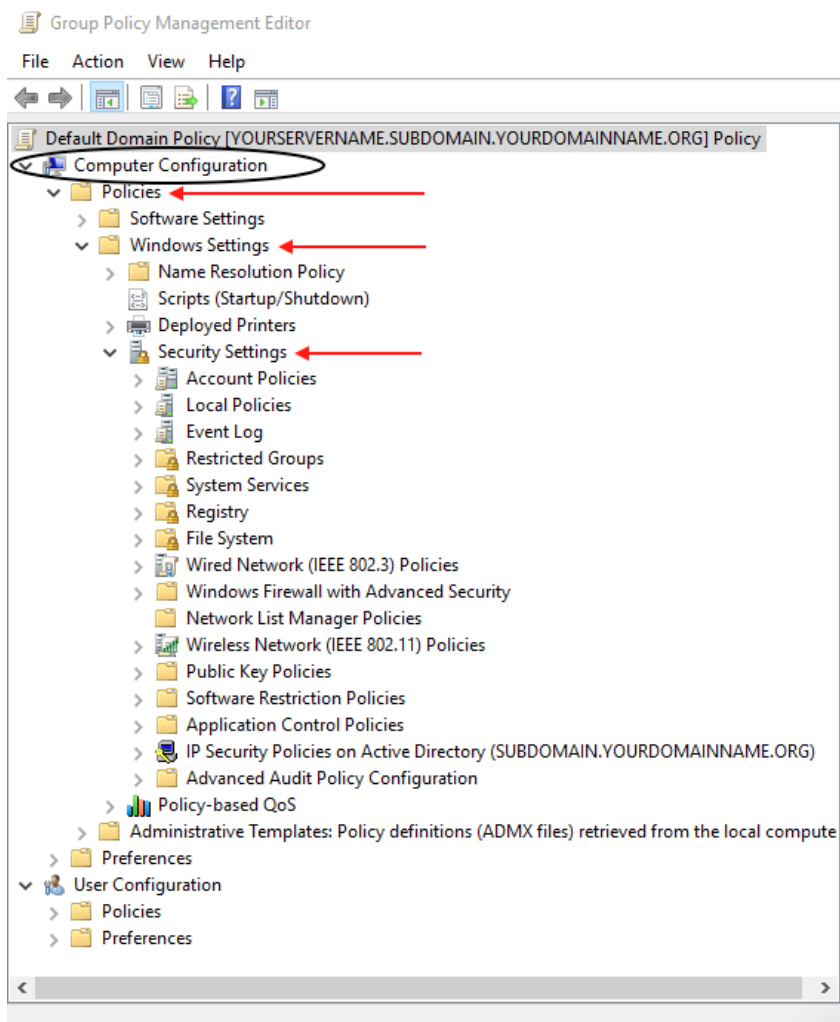 Group Policy Management Editor
File Action View Help
Default Domain Policy [YOURSERVERNAME.SUBDOMAIN.YOURDOMAINNAME.ORG] Policy
Computer Configuration
Policies
Software Settings
Windows Settings
Name Resolution Policy
Scripts (Startup/Shutdown)
Deployed Printers
Security Settings
Account Policies
Local Policies
Event Log
Restricted Groups
System Services
Registry
File System
Wired Network (IEEE 802.3) Policies
Windows Firewall with Advanced Security
Network List Manager Policies
Wireless Network (IEEE 802.11) Policies
Public Key Policies
Software Restriction Policies
Application Control Policies
IP Security Policies on Active Directory (SUBDOMAIN.YOURDOMAINNAME.ORG)
Advanced Audit Policy Configuration
Policy-based QoS
Administrative Templates: Policy definitions (ADMX files) retrieved from the local compute
Preferences
User Configuration
Policies
Preferences